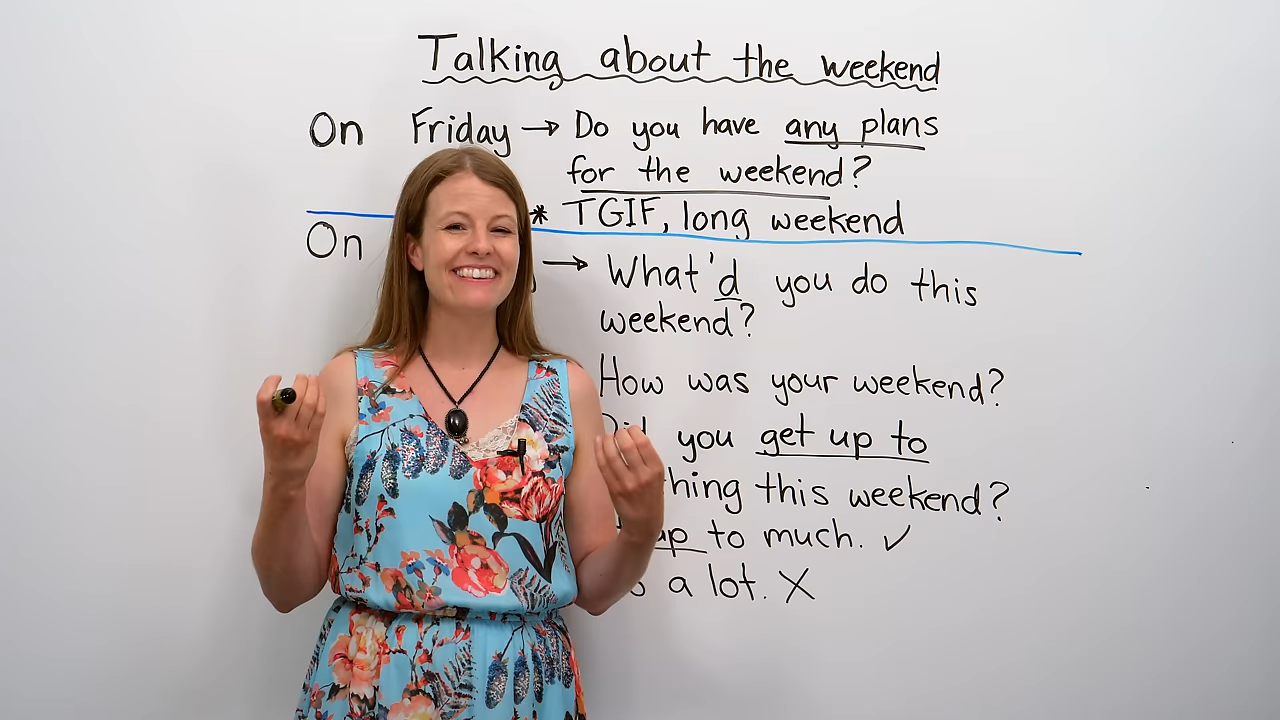 Talking about the weekend
On Friday → Do you have any plans
for the weekend?
* TGIF, long weekend
On → What'd you do this
weekend?
How was your weekend?
you get up to
this weekend?
up to much. ✓
a lot. X